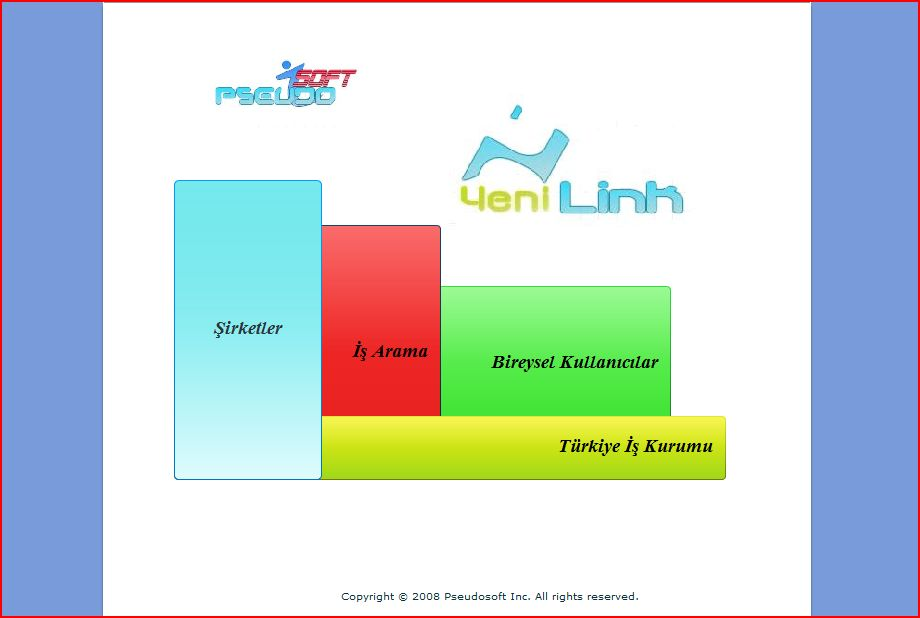 PSEUDO SOFT
Yeni Link
Şirketler
İş Arama
Bireysel Kullanıcılar
Türkiye İş Kurumu
Copyright © 2008 Pseudosoft Inc. All rights reserved.